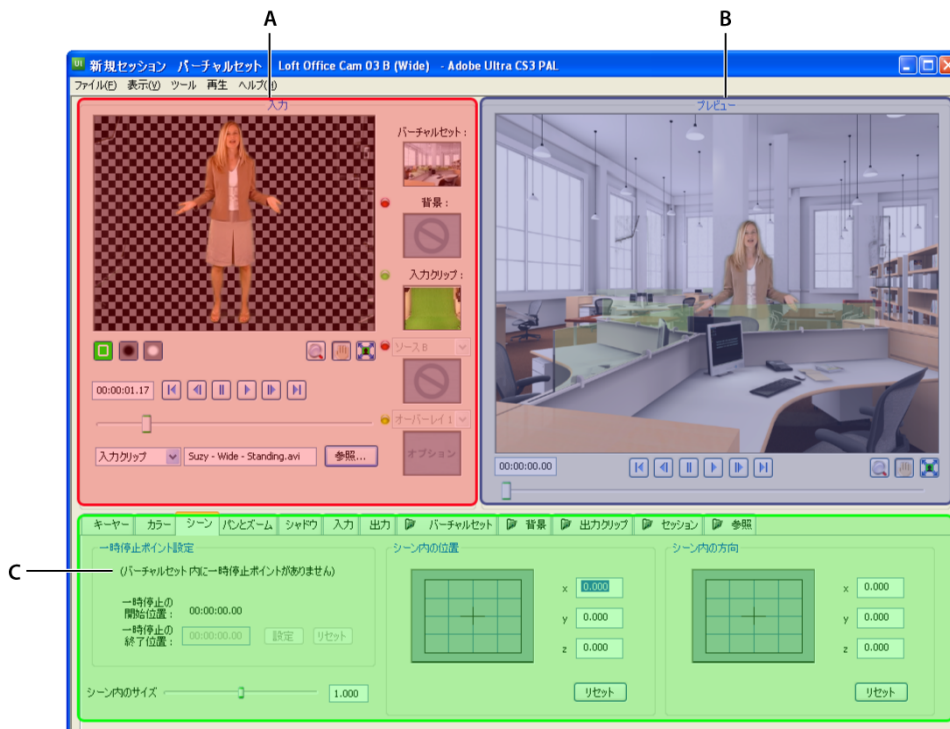 A
B
新規セッション バーチャルセット Loft Office Cam 03 B (Wide) - Adobe Ultra CS3 PAL
ファイル(F) 表示(V) ツール 再生 ヘルプ(H)
入力
プレビュー
バーチャルセット :
背景 :
入力クリップ :
ソース B
00:00:01.17
オーバーレイ 1
入力クリップ
Suzy - Wide - Standing.avi
参照...
オプション
00:00:00.00
キーヤー カラー シーン パンとズーム シャドウ 入力 出力 バーチャルセット 背景 出力クリップ セッション 参照
一時停止ポイント設定
シーン内の位置
シーン内の方向
C
(バーチャルセット 内に一時停止ポイントがありません)
x 0.000
x 0.000
一時停止の
開始位置 :
00:00:00.00
y 0.000
y 0.000
一時停止の
終了位置 :
00:00:00.00
設定
リセット
z 0.000
z 0.000
シーン内のサイズ
1.000
リセット
リセット